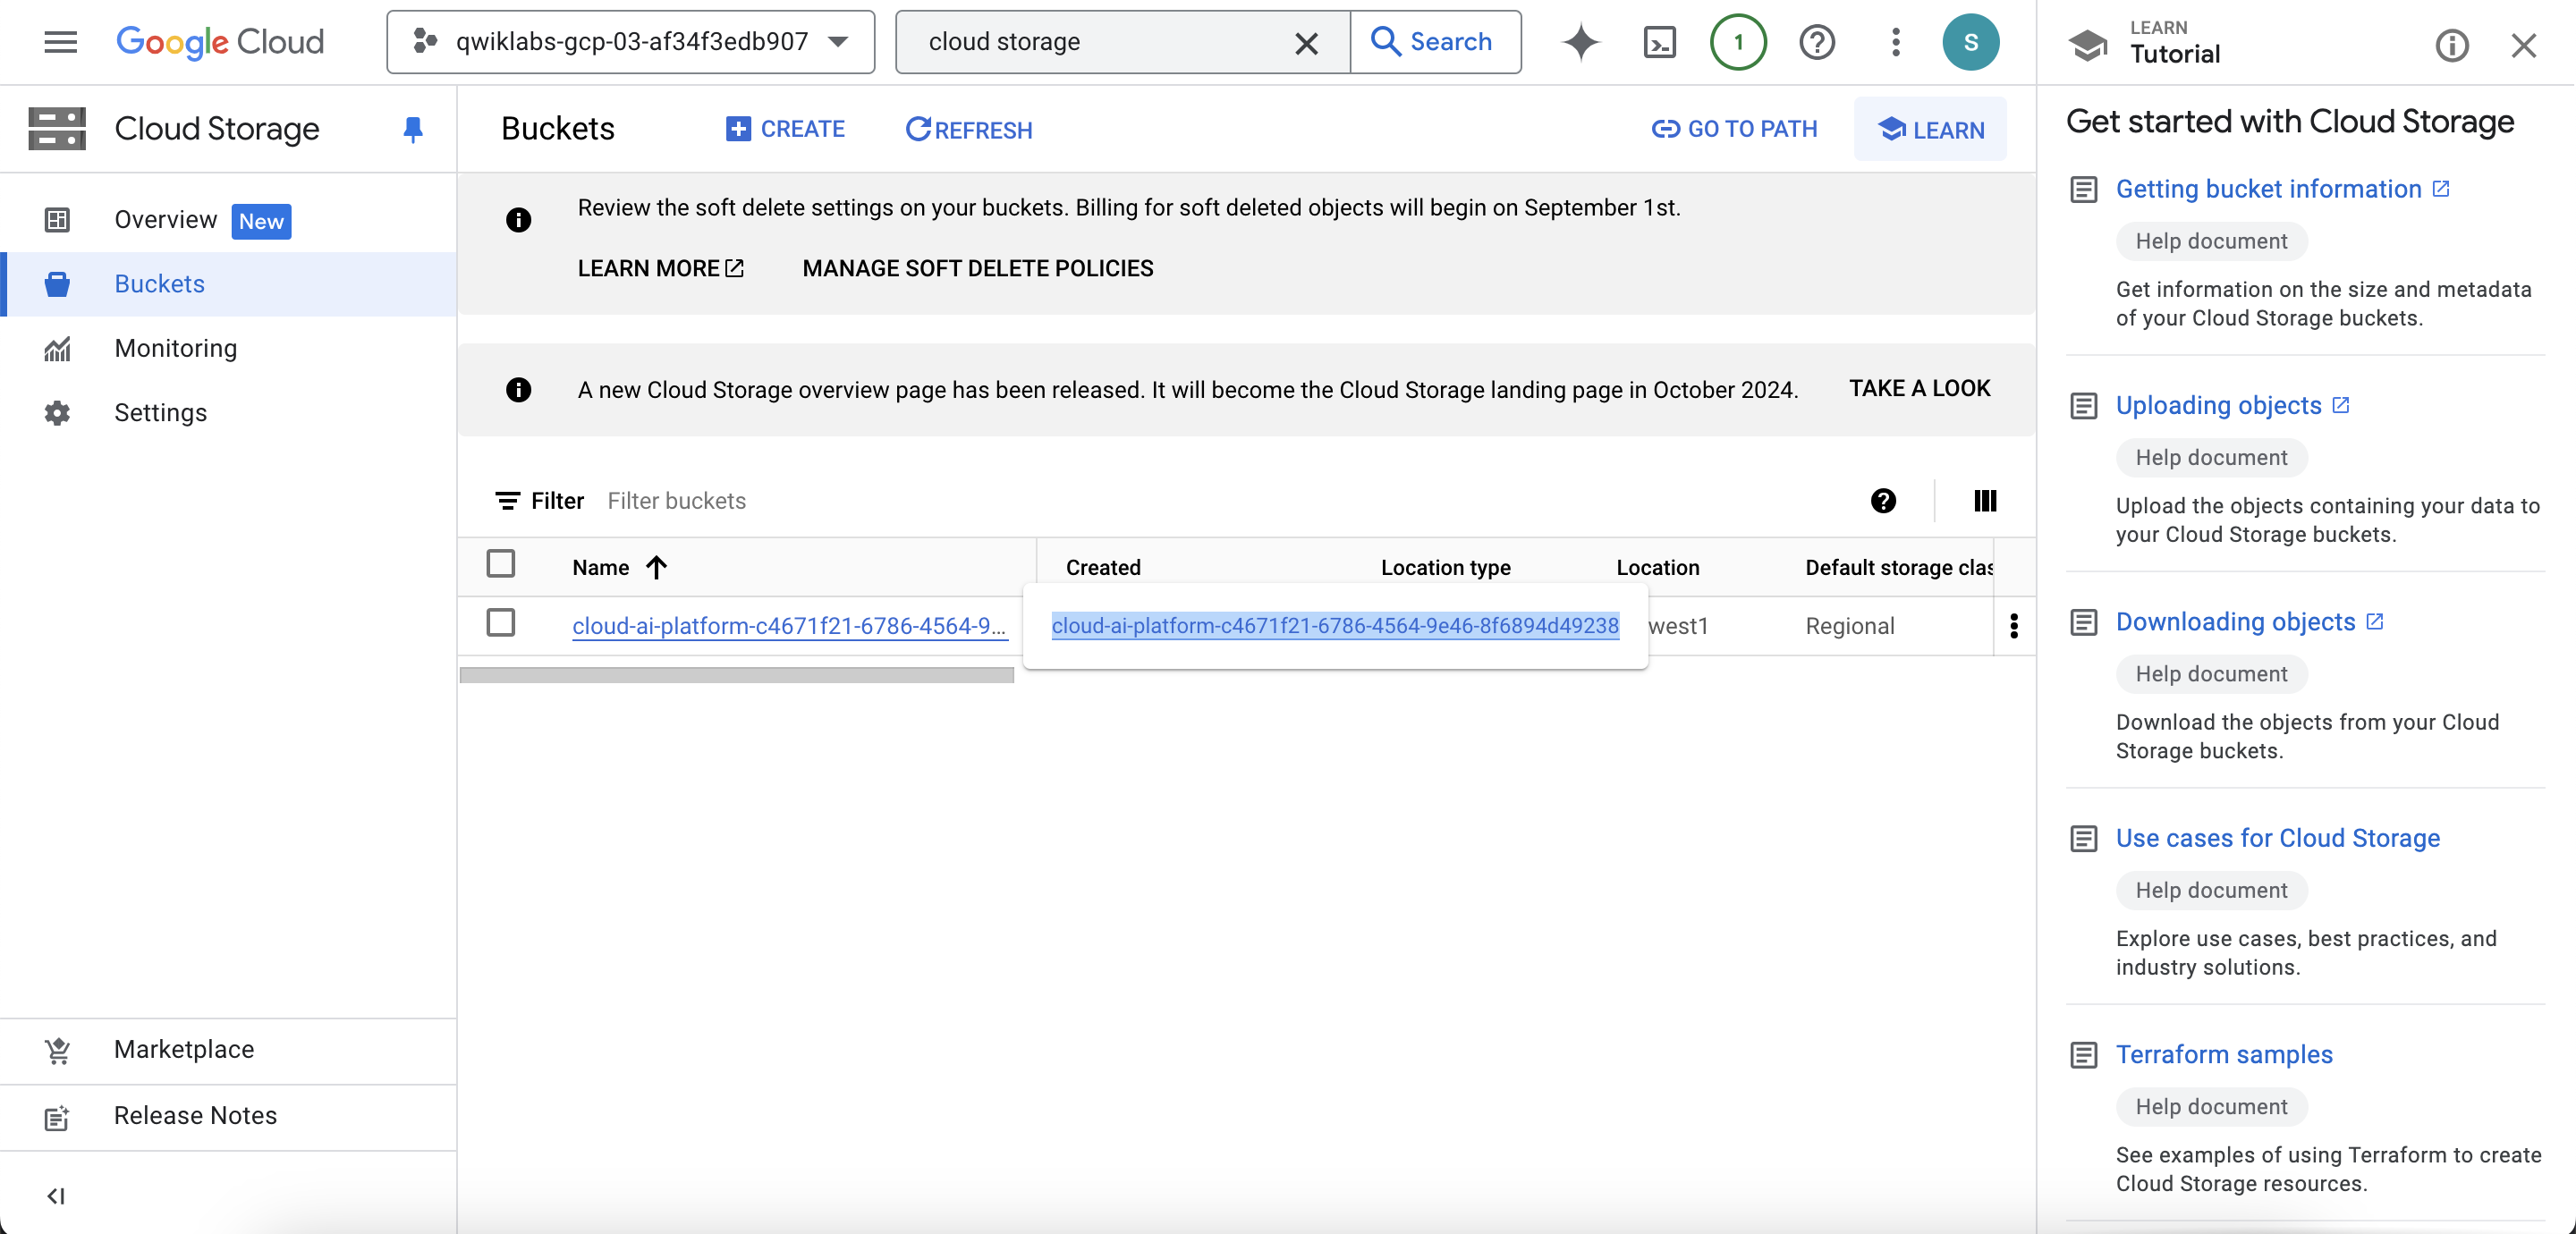 Google Cloud
qwiklabs-gcp-03-af34f3edb907
cloud storage
Search
1
S
LEARN
Tutorial
Cloud Storage
Overview New
Buckets
Monitoring
Settings
Marketplace
Release Notes
Buckets
CREATE
REFRESH
GO TO PATH
LEARN
Review the soft delete settings on your buckets. Billing for soft deleted objects will begin on September 1st.
LEARN MORE
MANAGE SOFT DELETE POLICIES
A new Cloud Storage overview page has been released. It will become the Cloud Storage landing page in October 2024.
TAKE A LOOK
Filter Filter buckets
Name Created Location type Location Default storage clas
cloud-ai-platform-c4671f21-6786-4564-9... cloud-ai-platform-c4671f21-6786-4564-9e46-8f6894d49238 west1 Regional
Get started with Cloud Storage
Getting bucket information
Help document
Get information on the size and metadata
of your Cloud Storage buckets.
Uploading objects
Help document
Upload the objects containing your data to
your Cloud Storage buckets.
Downloading objects
Help document
Download the objects from your Cloud
Storage buckets.
Use cases for Cloud Storage
Help document
Explore use cases, best practices, and
industry solutions.
Terraform samples
Help document
See examples of using Terraform to create
Cloud Storage resources.